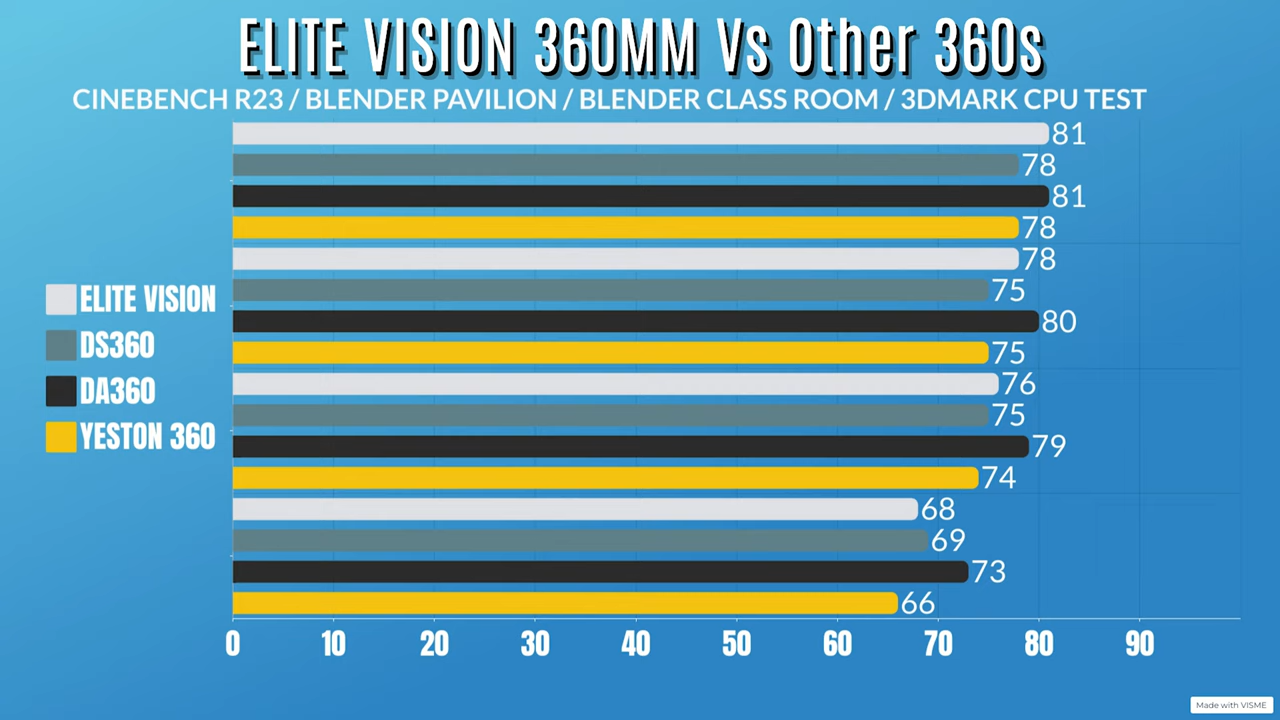 ELITE VISION 360MM Vs Other 360s
CINEBENCH R23 / BLENDER PAVILION / BLENDER CLASS ROOM / 3DMARK CPU TEST
81
78
81
78
78
75
80
75
76
75
79
74
68
69
73
66
ELITE VISION
DS360
DA360
YESTON 360
0 10 20 30 40 50 60 70 80 90
Made with VISME